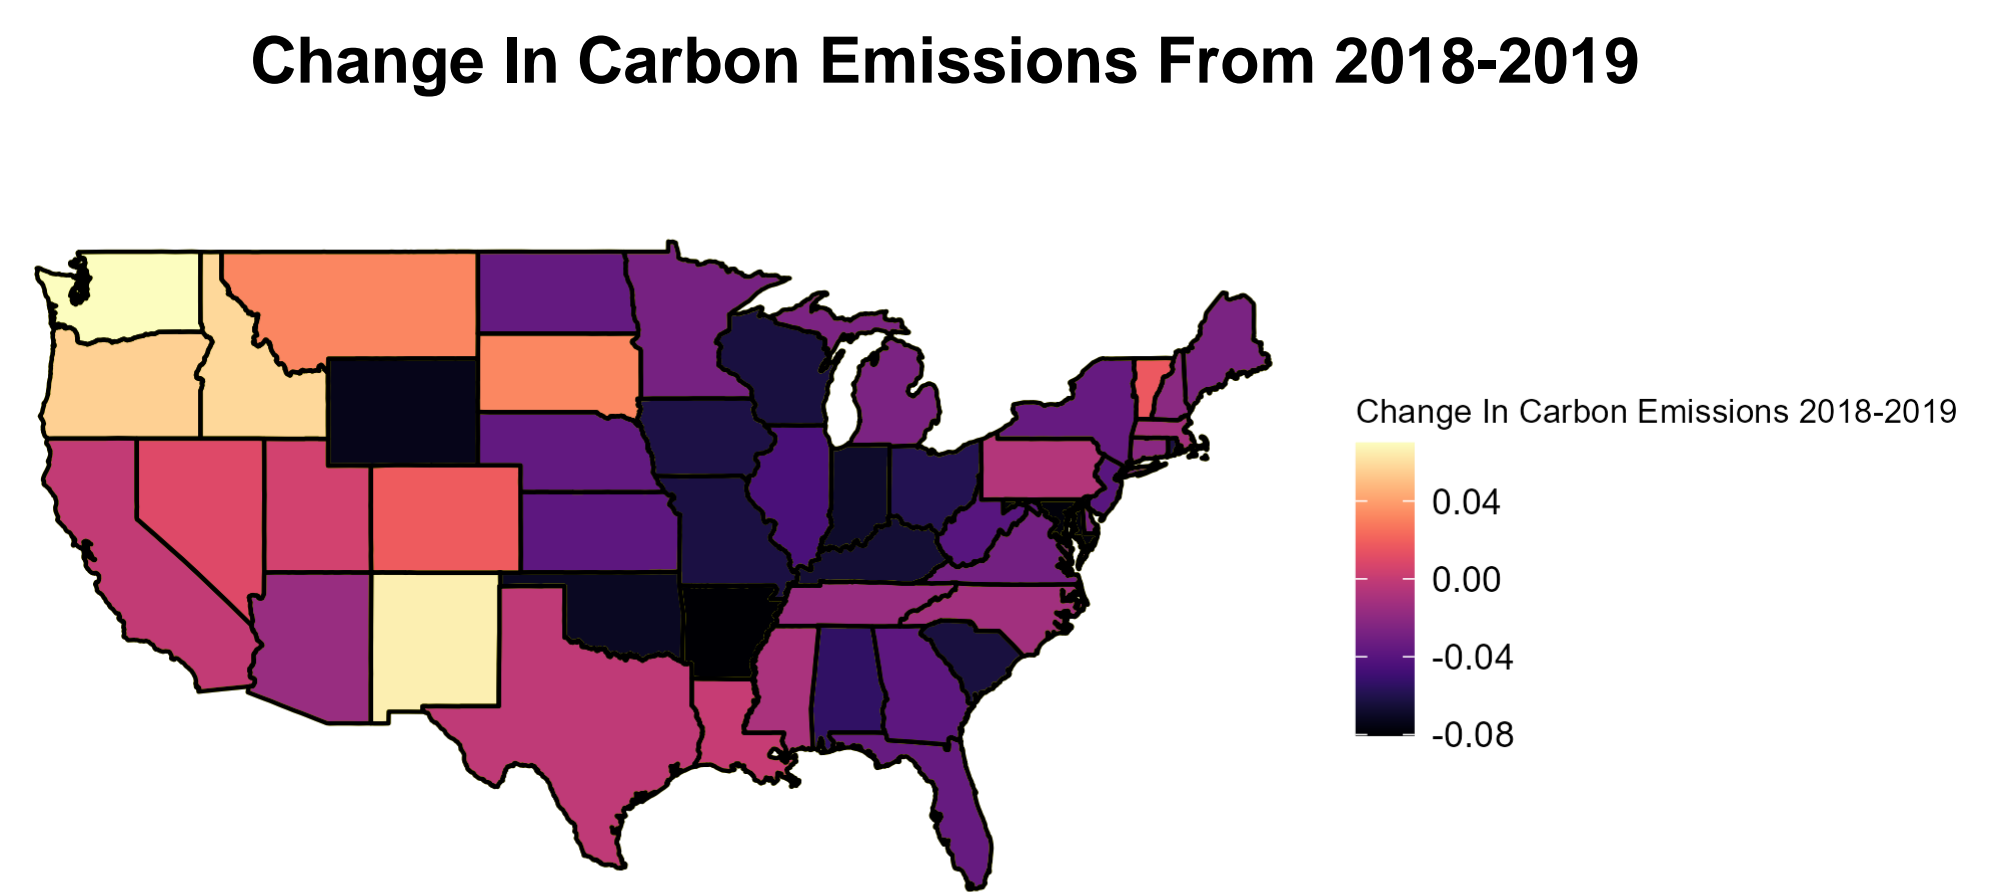 Change In Carbon Emissions From 2018-2019
Change In Carbon Emissions 2018-2019
0.04
0.00
-0.04
-0.08